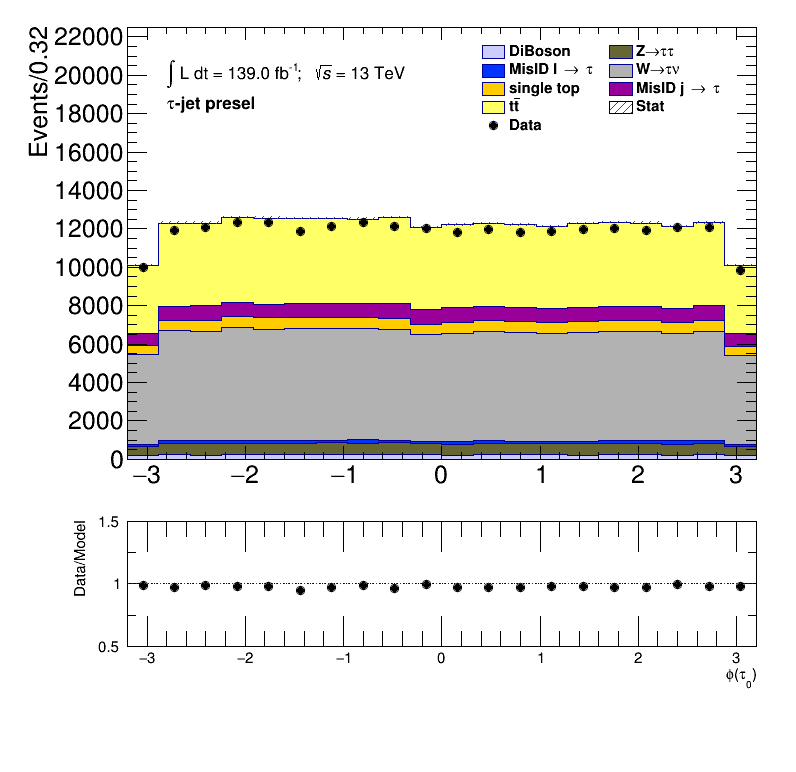 Events/0.32
22000
20000
18000
16000
14000
12000
10000
8000
6000
4000
2000
0
∫ L dt = 139.0 fb⁻¹; √s = 13 TeV
τ-jet presel
DiBoson
MisID l → τ
single top
tt̄
Data
Z→ττ
W→τν
MisID j → τ
Stat
−3 −2 −1 0 1 2 3
Data/Model
1.5
1
0.5
−3 −2 −1 0 1 2 3
ϕ(τ₀)